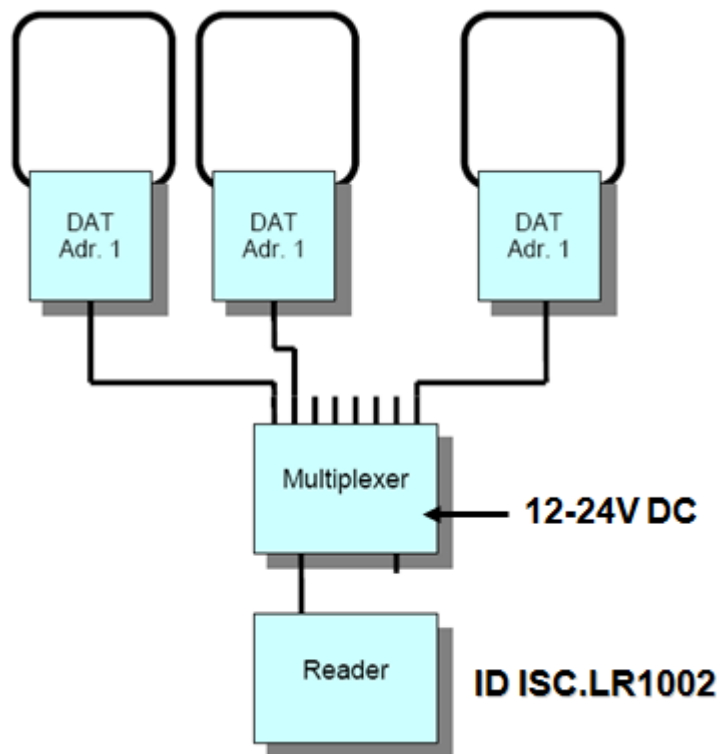 DAT
Adr. 1
DAT
Adr. 1
DAT
Adr. 1
Multiplexer
12-24V DC
Reader
ID ISC.LR1002